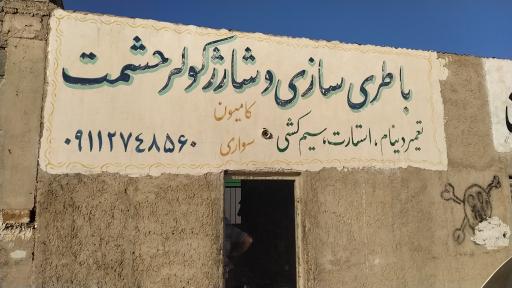 باطری سازی و شارژ کولر حشمت
کامیون
سواری
تعمیر دینام، استارت، سیم کشی
۰۹۱۱۲۷۴۸۵۶۰